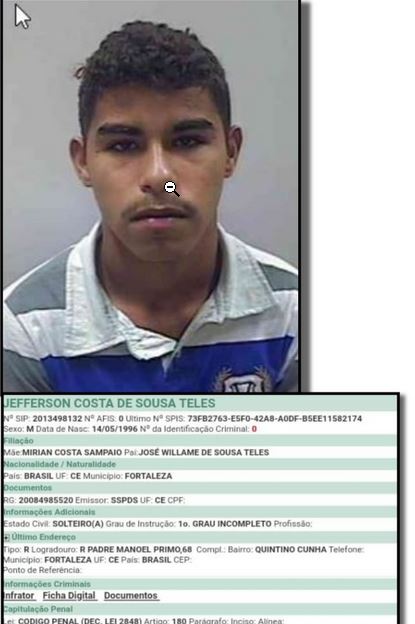 JEFFERSON COSTA DE SOUSA TELES
Nº SIP: 2013498132 Nº AFIS: 0 Ultimo Nº SPIS: 73FB2763-E5F0-42A8-A0DF-B5EE11582174
Sexo: M Data de Nasc: 14/05/1996 Nº da Identificação Criminal: 0
Filiação
Mãe:MIRIAN COSTA SAMPAIO Pai:JOSÉ WILLAME DE SOUSA TELES
Nacionalidade / Naturalidade
País: BRASIL UF: CE Município: FORTALEZA
Documentos
RG: 20084985520 Emissor: SSPDS UF: CE CPF:
Informações Adicionais
Estado Civil: SOLTEIRO(A) Grau de Instrução: 1o. GRAU INCOMPLETO Profissão:
Último Endereço
Tipo: R Logradouro: R PADRE MANOEL PRIMO,68 Compl.: Bairro: QUINTINO CUNHA Telefone:
Município: FORTALEZA UF: CE País: BRASIL CEP:
Ponto de Referência:
Informações Criminais
Infrator Ficha Digital Documentos
Capitulação Penal
Lei: CODIGO PENAL (DEC. LEI 2848) Artigo: 180 Parágrafo: Inciso: Alinea: